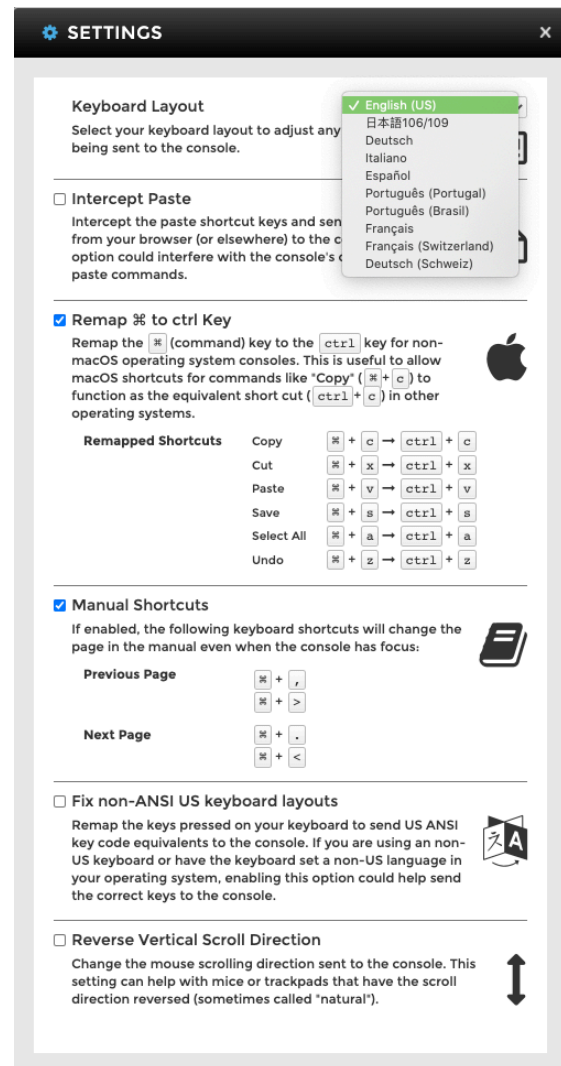 SETTINGS x
Keyboard Layout
Select your keyboard layout to adjust any
being sent to the console.
✓ English (US)
日本語106/109
Deutsch
Italiano
Español
Português (Portugal)
Português (Brasil)
Français
Français (Switzerland)
Deutsch (Schweiz)
Intercept Paste
Intercept the paste shortcut keys and sen
from your browser (or elsewhere) to the c
option could interfere with the console's
paste commands.
Remap ⌘ to ctrl Key
Remap the ⌘ (command) key to the ctrl key for non-
macOS operating system consoles. This is useful to allow
macOS shortcuts for commands like "Copy" ( ⌘ + c ) to
function as the equivalent short cut ( ctrl + c ) in other
operating systems.
Remapped Shortcuts Copy ⌘ + c → ctrl + c
Cut ⌘ + x → ctrl + x
Paste ⌘ + v → ctrl + v
Save ⌘ + s → ctrl + s
Select All ⌘ + a → ctrl + a
Undo ⌘ + z → ctrl + z
Manual Shortcuts
If enabled, the following keyboard shortcuts will change the
page in the manual even when the console has focus:
Previous Page ⌘ + ,
⌘ + >
Next Page ⌘ + .
⌘ + <
Fix non-ANSI US keyboard layouts
Remap the keys pressed on your keyboard to send US ANSI
key code equivalents to the console. If you are using an non-
US keyboard or have the keyboard set a non-US language in
your operating system, enabling this option could help send
the correct keys to the console.
Reverse Vertical Scroll Direction
Change the mouse scrolling direction sent to the console. This
setting can help with mice or trackpads that have the scroll
direction reversed (sometimes called "natural").